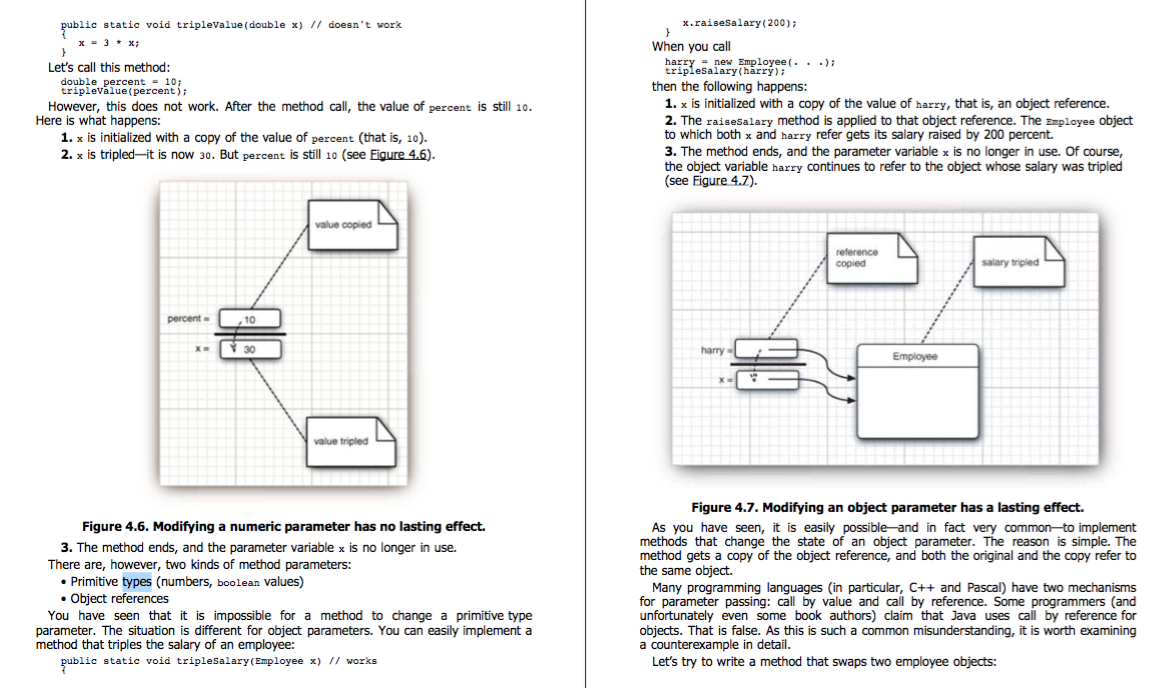 public static void tripleValue(double x) // doesn't work
{
x = 3 * x;
}
Let's call this method:
double percent = 10;
tripleValue(percent);
However, this does not work. After the method call, the value of percent is still 10.
Here is what happens:
1. x is initialized with a copy of the value of percent (that is, 10).
2. x is tripled—it is now 30. But percent is still 10 (see Figure 4.6).
value copied
percent =
10
x =
30
value tripled
Figure 4.6. Modifying a numeric parameter has no lasting effect.
3. The method ends, and the parameter variable x is no longer in use.
There are, however, two kinds of method parameters:
• Primitive types (numbers, boolean values)
• Object references
You have seen that it is impossible for a method to change a primitive type
parameter. The situation is different for object parameters. You can easily implement a
method that triples the salary of an employee:
public static void tripleSalary(Employee x) // works
{
x.raiseSalary(200);
}
When you call
harry = new Employee(. . .);
tripleSalary(harry);
then the following happens:
1. x is initialized with a copy of the value of harry, that is, an object reference.
2. The raiseSalary method is applied to that object reference. The Employee object
to which both x and harry refer gets its salary raised by 200 percent.
3. The method ends, and the parameter variable x is no longer in use. Of course,
the object variable harry continues to refer to the object whose salary was tripled
(see Figure 4.7).
reference
copied
salary tripled
harry =
x =
Employee
Figure 4.7. Modifying an object parameter has a lasting effect.
As you have seen, it is easily possible—and in fact very common—to implement
methods that change the state of an object parameter. The reason is simple. The
method gets a copy of the object reference, and both the original and the copy refer to
the same object.
Many programming languages (in particular, C++ and Pascal) have two mechanisms
for parameter passing: call by value and call by reference. Some programmers (and
unfortunately even some book authors) claim that Java uses call by reference for
objects. That is false. As this is such a common misunderstanding, it is worth examining
a counterexample in detail.
Let's try to write a method that swaps two employee objects: